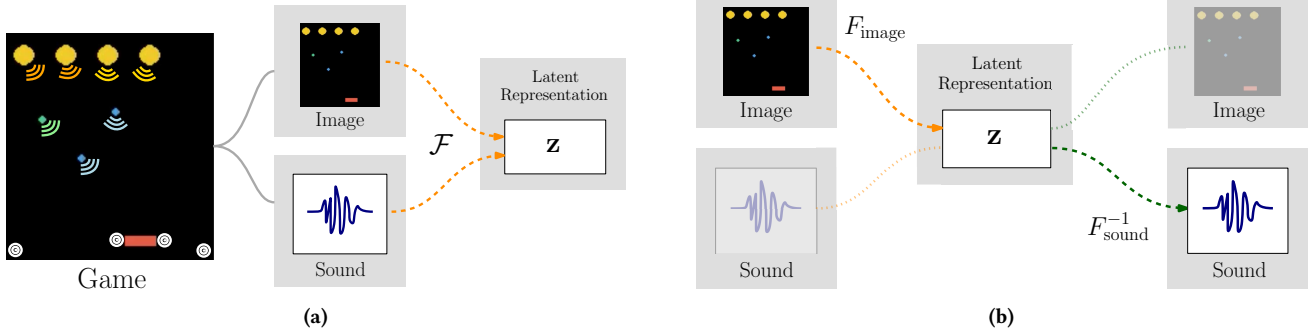 Game
Image
Sound
𝓕
Latent
Representation
z
(a)
Image
Sound
F_image
Latent
Representation
z
F_sound^{-1}
Image
Sound
(b)